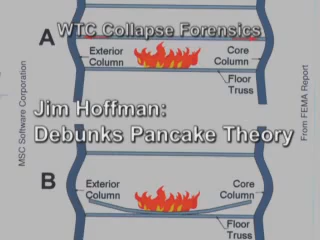 WTC Collapse Forensics
A
Exterior
Column
Core
Column
Floor
Truss
MSC Software Corporation
From FEMA Report
Jim Hoffman:
Debunks Pancake Theory
B
Exterior
Column
Core
Column
Floor
Truss